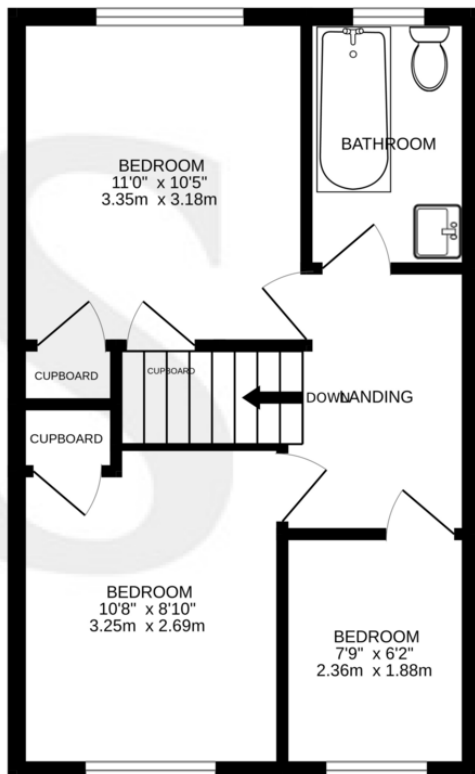 BATHROOM
BEDROOM
11'0" x 10'5"
3.35m x 3.18m
CUPBOARD
CUPBOARD
DOWN
LANDING
CUPBOARD
BEDROOM
10'8" x 8'10"
3.25m x 2.69m
BEDROOM
7'9" x 6'2"
2.36m x 1.88m